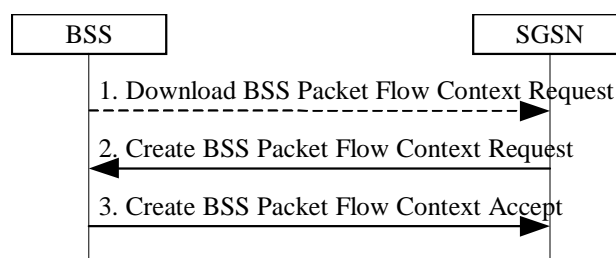 BSS
SGSN
1. Download BSS Packet Flow Context Request
2. Create BSS Packet Flow Context Request
3. Create BSS Packet Flow Context Accept